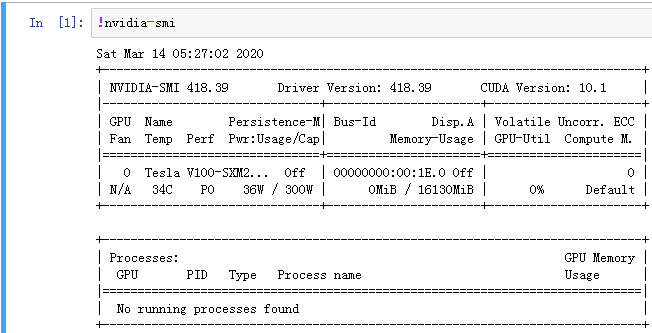 In [1]: !nvidia-smi
Sat Mar 14 05:27:02 2020
+-----------------------------------------------------------------------------+
| NVIDIA-SMI 418.39       Driver Version: 418.39       CUDA Version: 10.1     |
|-------------------------------+----------------------+----------------------+
| GPU  Name        Persistence-M| Bus-Id        Disp.A | Volatile Uncorr. ECC |
| Fan  Temp  Perf  Pwr:Usage/Cap|         Memory-Usage | GPU-Util  Compute M. |
|===============================+======================+======================|
|   0  Tesla V100-SXM2...  Off  | 00000000:00:1E.0 Off |                    0 |
| N/A   34C    P0    36W / 300W |      0MiB / 16130MiB |      0%      Default |
+-------------------------------+----------------------+----------------------+
+-----------------------------------------------------------------------------+
| Processes:                                                       GPU Memory |
|  GPU       PID   Type   Process name                             Usage      |
|=============================================================================|
|  No running processes found                                                 |
+-----------------------------------------------------------------------------+